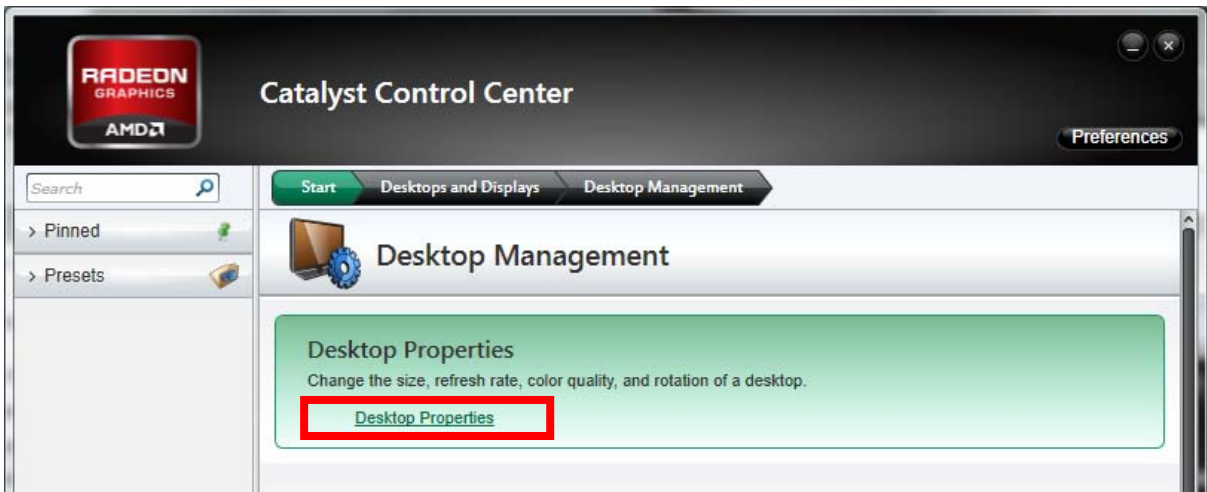 RADEON
GRAPHICS
AMD
Catalyst Control Center
Preferences
Search
Start Desktops and Displays Desktop Management
> Pinned
> Presets
Desktop Management
Desktop Properties
Change the size, refresh rate, color quality, and rotation of a desktop.
Desktop Properties